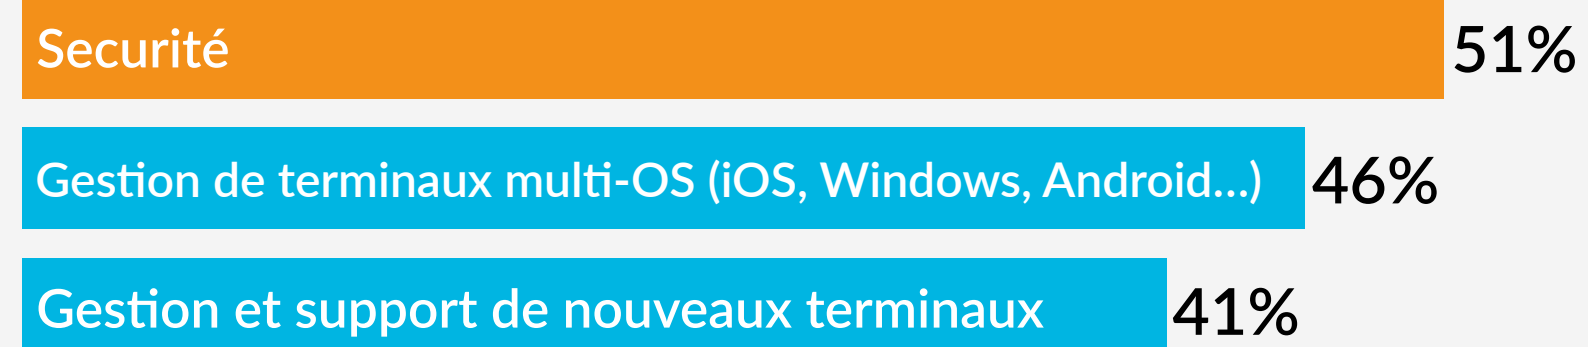 Securité 51%
Gestion de terminaux multi-OS (iOS, Windows, Android...) 46%
Gestion et support de nouveaux terminaux 41%